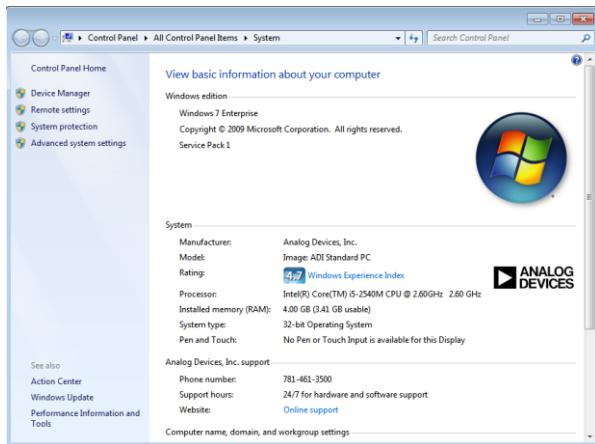 Control Panel ▸ All Control Panel Items ▸ System
Search Control Panel
Control Panel Home
Device Manager
Remote settings
System protection
Advanced system settings
See also
Action Center
Windows Update
Performance Information and
Tools
View basic information about your computer
Windows edition
Windows 7 Enterprise
Copyright © 2009 Microsoft Corporation. All rights reserved.
Service Pack 1
System
Manufacturer: Analog Devices, Inc.
Model: Image: ADI Standard PC
Rating: 4,7 Windows Experience Index
Processor: Intel(R) Core(TM) i5-2540M CPU @ 2.60GHz 2.60 GHz
Installed memory (RAM): 4.00 GB (3.41 GB usable)
System type: 32-bit Operating System
Pen and Touch: No Pen or Touch Input is available for this Display
ANALOG
DEVICES
Analog Devices, Inc. support
Phone number: 781-461-3500
Support hours: 24/7 for hardware and software support
Website: Online support
Computer name, domain, and workgroup settings